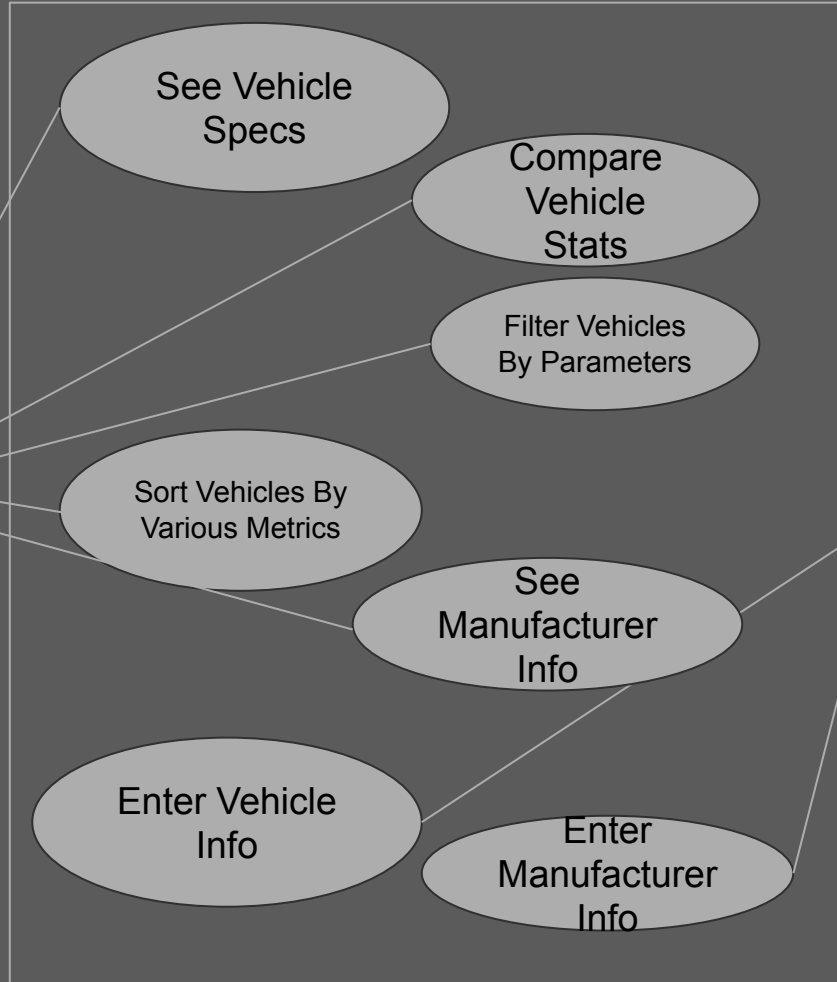 See Vehicle
Specs
Compare
Vehicle
Stats
Filter Vehicles
By Parameters
Sort Vehicles By
Various Metrics
See
Manufacturer
Info
Enter Vehicle
Info
Enter
Manufacturer
Info